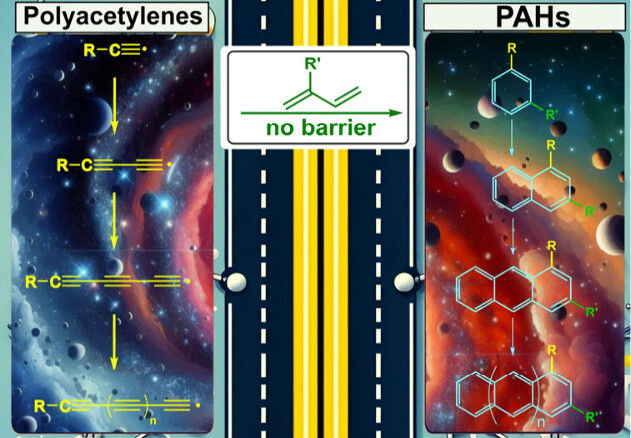 Polyacetylenes
R-C≡•
R-C≡-≡•
R-C≡-≡-≡•
R-C≡-(≡)n-≡•
R'
no barrier
PAHs
R
R'
R
R'
R
R'
R
R'
n